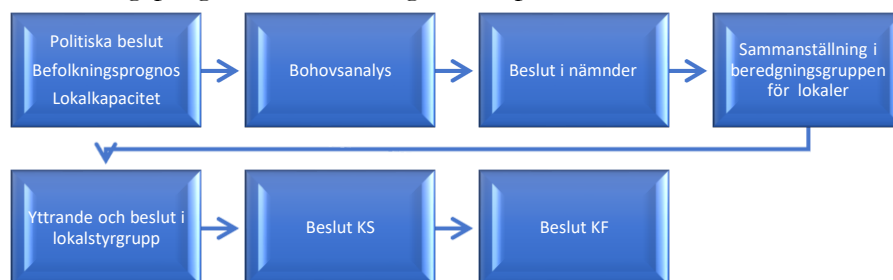 Politiska beslut
Befolkningsprognos
Lokalkapacitet
Bohovsanalys
Beslut i nämnder
Sammanställning i
beredgningsgruppen
för lokaler
Yttrande och beslut i
lokalstyrgrupp
Beslut KS
Beslut KF